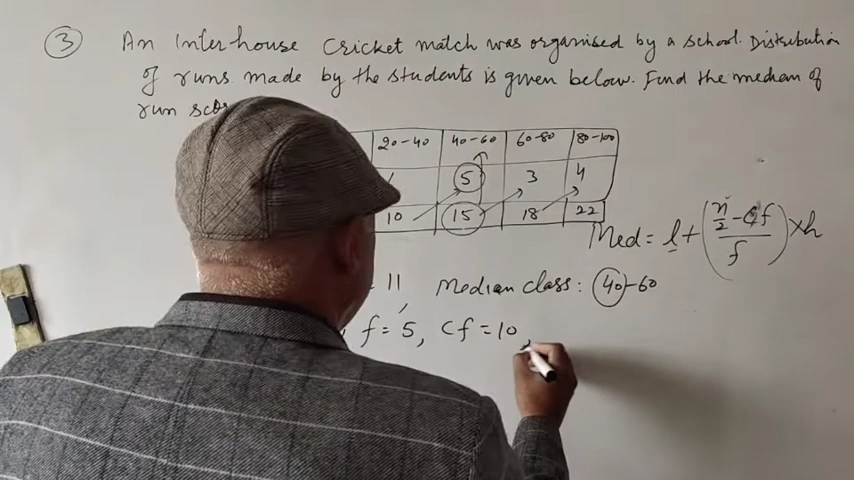 3 An Inter house Cricket match was organised by a school. Distribution
of runs made by the students is given below. Find the median of
run
20-40 40-60 60-80 80-100
5 3 4
10 15 18 22
Med = l + (n/2 - cf / f) × h
= 11 Median class: 40-60
, f = 5, Cf = 10,